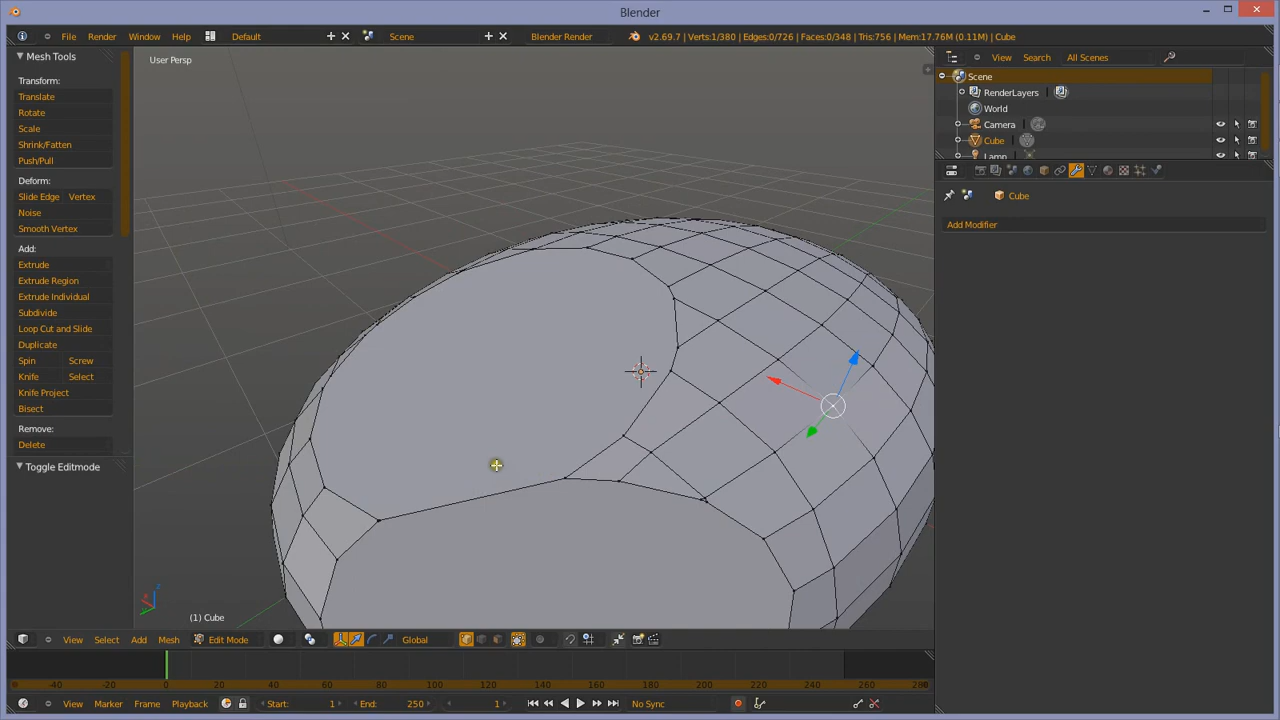 Blender
File Render Window Help Default Scene Blender Render v2.69.7 | Verts:1/380 | Edges:0/726 | Faces:0/348 | Tris:756 | Mem:17.76M (0.11M) | Cube
Mesh Tools
Transform:
Translate
Rotate
Scale
Shrink/Fatten
Push/Pull
Deform:
Slide Edge Vertex
Noise
Smooth Vertex
Add:
Extrude
Extrude Region
Extrude Individual
Subdivide
Loop Cut and Slide
Duplicate
Spin Screw
Knife Select
Knife Project
Bisect
Remove:
Delete
Toggle Editmode
User Persp
(1) Cube
View Search All Scenes
Scene
RenderLayers
World
Camera
Cube
Lamp
Cube
Add Modifier
View Select Add Mesh Edit Mode Global
-40 -20 0 20 40 60 80 100 120 140 160 180 200 220 240 260 280
View Marker Frame Playback Start: 1 End: 250 1 No Sync